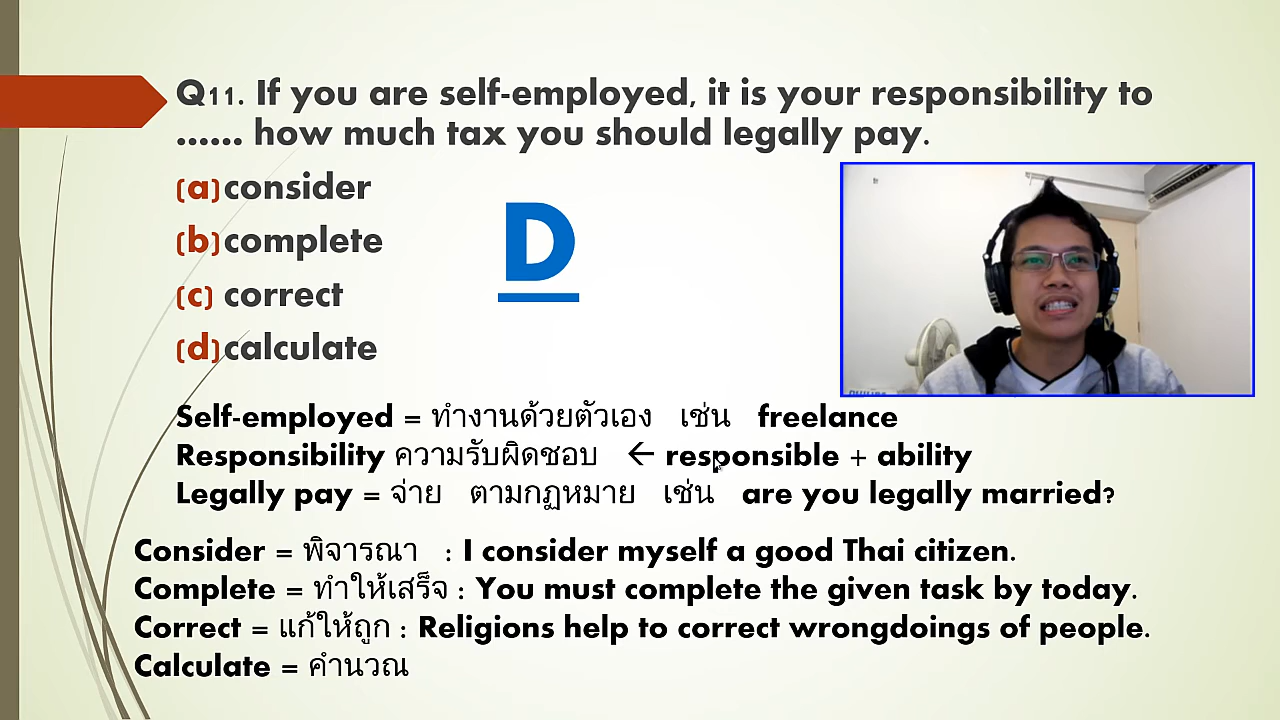 Q11. If you are self-employed, it is your responsibility to
...... how much tax you should legally pay.
(a)consider
(b)complete
(c) correct
(d)calculate
D
Self-employed = ทำงานด้วยตัวเอง เช่น freelance
Responsibility ความรับผิดชอบ ← responsible + ability
Legally pay = จ่าย ตามกฎหมาย เช่น are you legally married?
Consider = พิจารณา : I consider myself a good Thai citizen.
Complete = ทำให้เสร็จ : You must complete the given task by today.
Correct = แก้ให้ถูก : Religions help to correct wrongdoings of people.
Calculate = คำนวณ